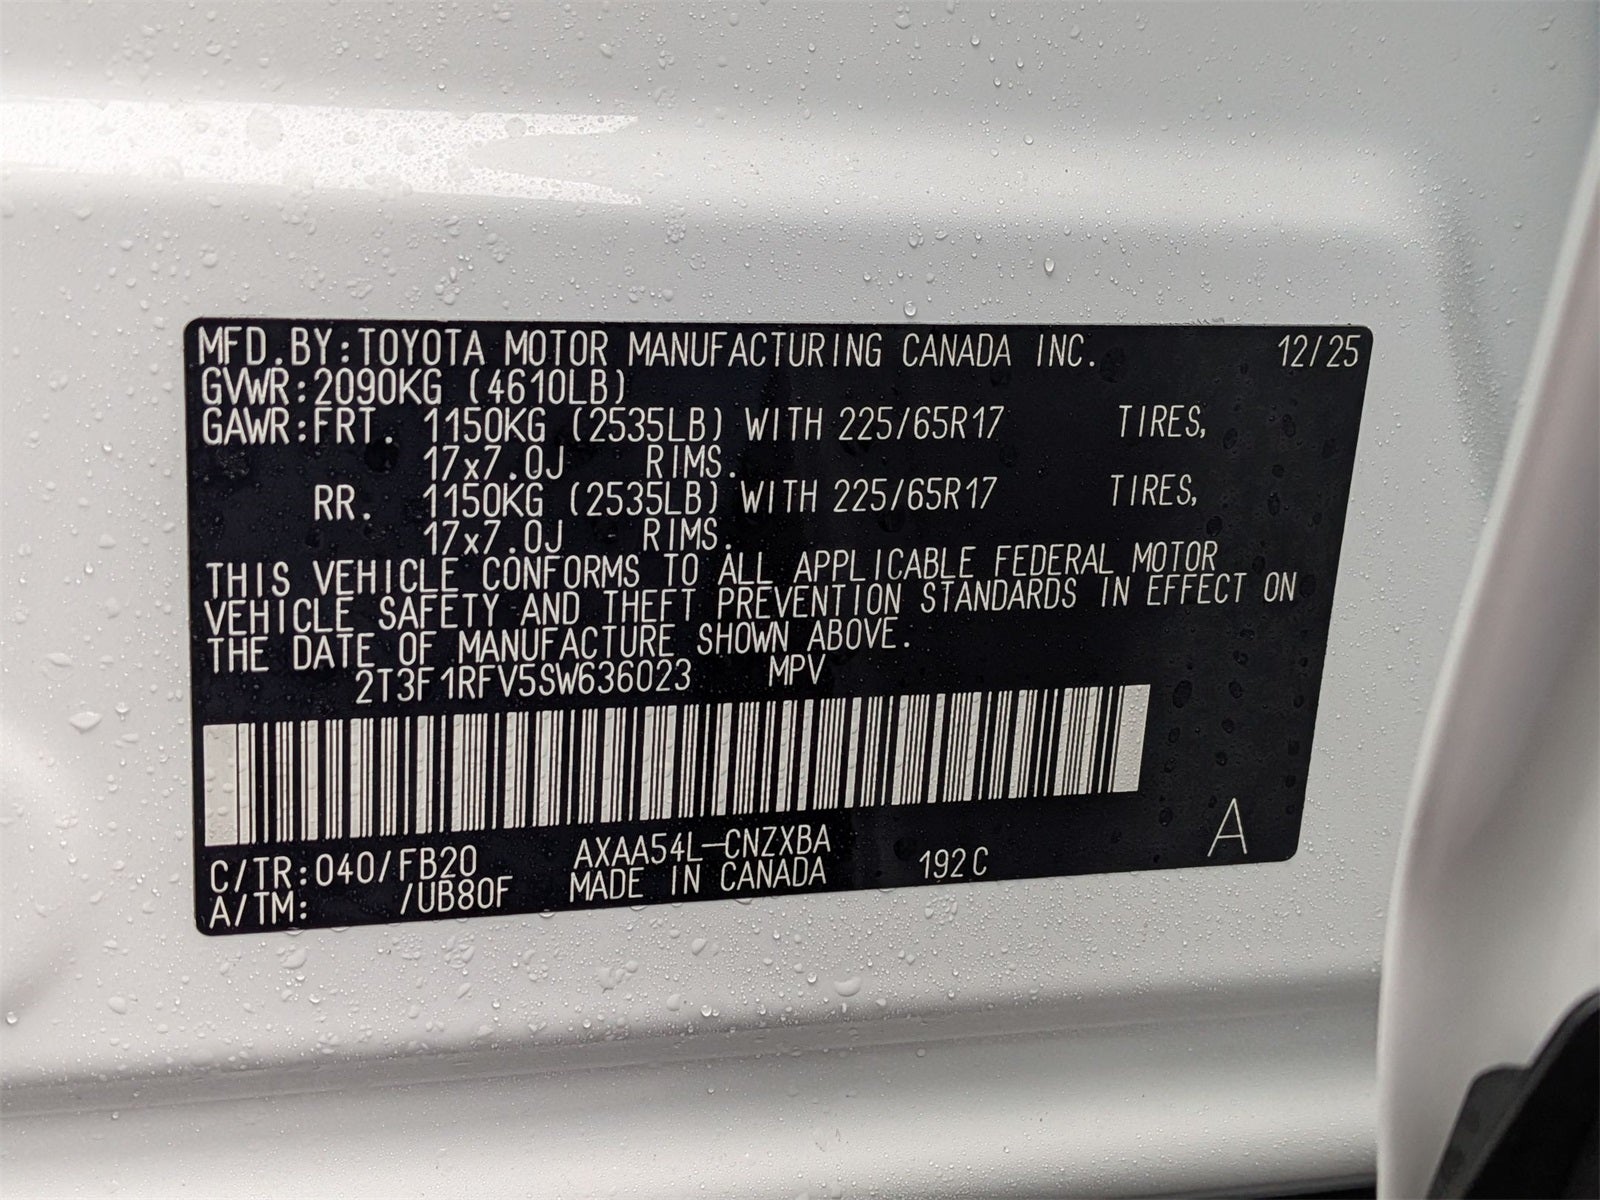 MFD.BY:TOYOTA MOTOR MANUFACTURING CANADA INC. 12/25
GVWR:2090KG (4610LB)
GAWR:FRT. 1150KG (2535LB) WITH 225/65R17 TIRES,
17x7.0J RIMS.
RR. 1150KG (2535LB) WITH 225/65R17 TIRES,
17x7.0J RIMS.
THIS VEHICLE CONFORMS TO ALL APPLICABLE FEDERAL MOTOR
VEHICLE SAFETY AND THEFT PREVENTION STANDARDS IN EFFECT ON
THE DATE OF MANUFACTURE SHOWN ABOVE.
2T3F1RFV5SW636023 MPV
C/TR:040/FB20 AXAA54L-CNZXBA
A/TM: /UB80F MADE IN CANADA 192C A